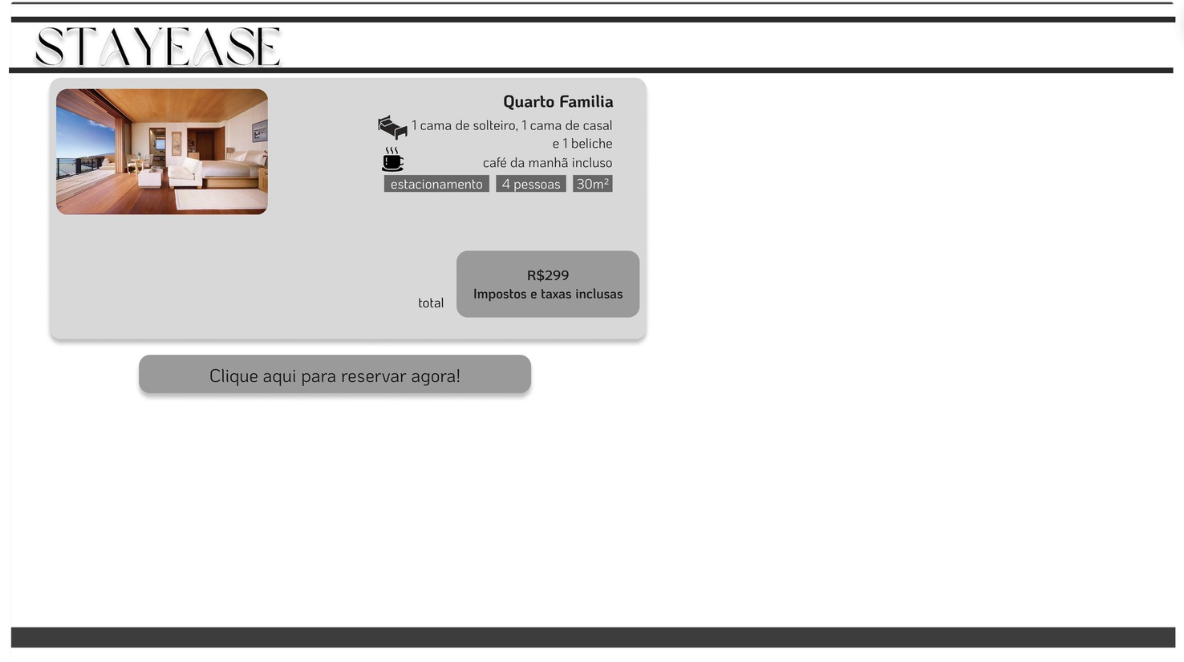 STAYEASE
Quarto Familia
1 cama de solteiro, 1 cama de casal
e 1 beliche
café da manhã incluso
estacionamento 4 pessoas 30m²
R$299
Impostos e taxas inclusas
total
Clique aqui para reservar agora!